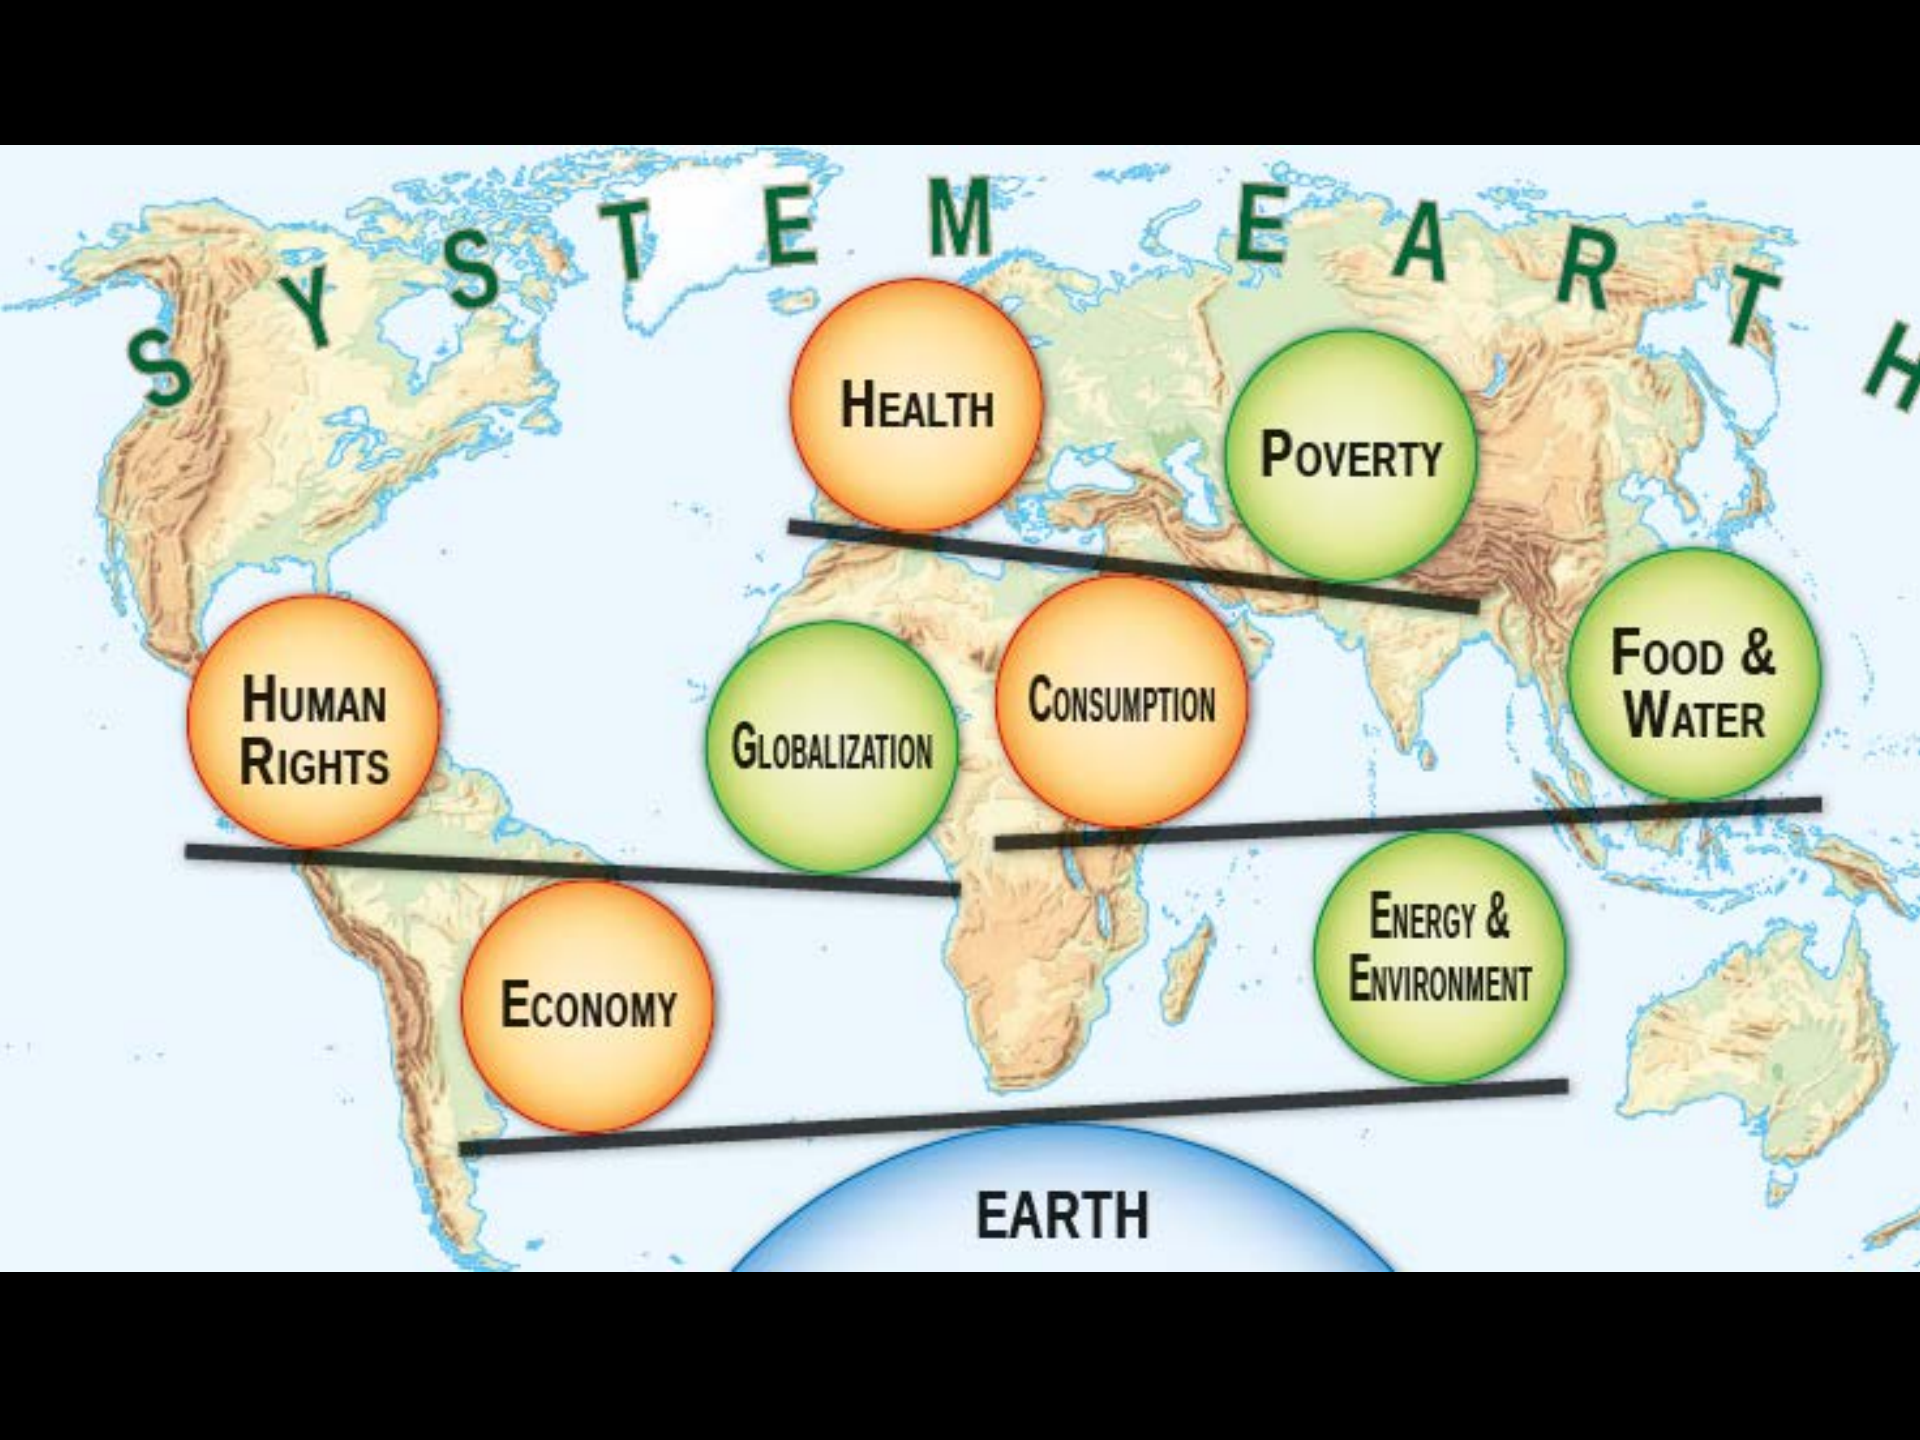 SYSTEM EARTH
HEALTH
POVERTY
HUMAN
RIGHTS
GLOBALIZATION
CONSUMPTION
FOOD &
WATER
ECONOMY
ENERGY &
ENVIRONMENT
EARTH